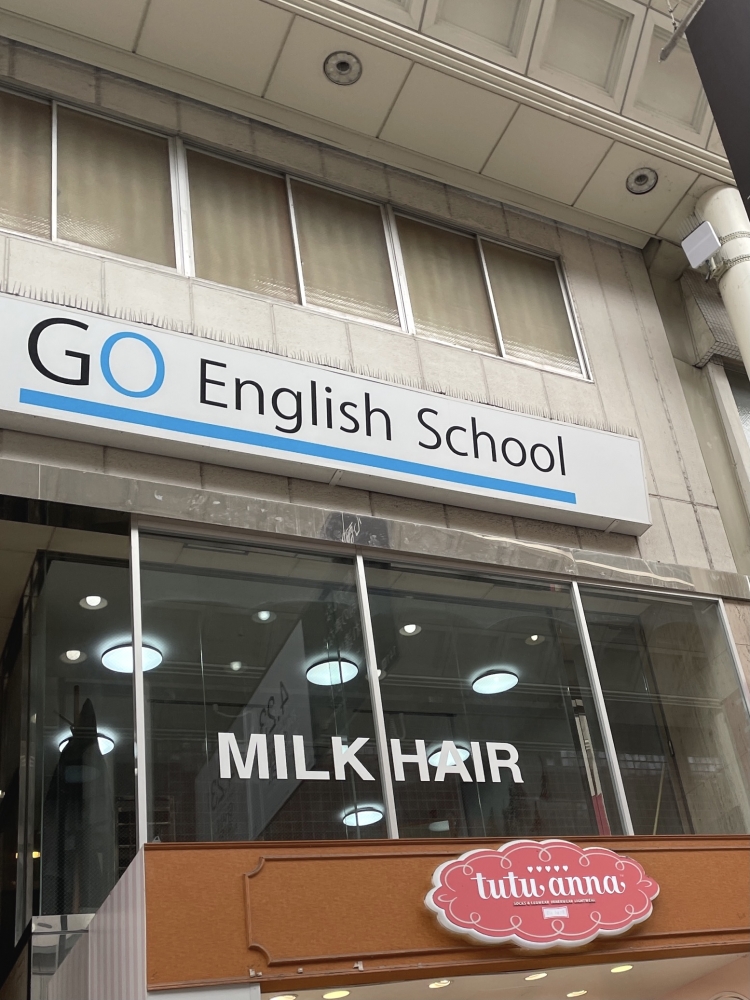 GO English School
MILK HAIR
tutu anna